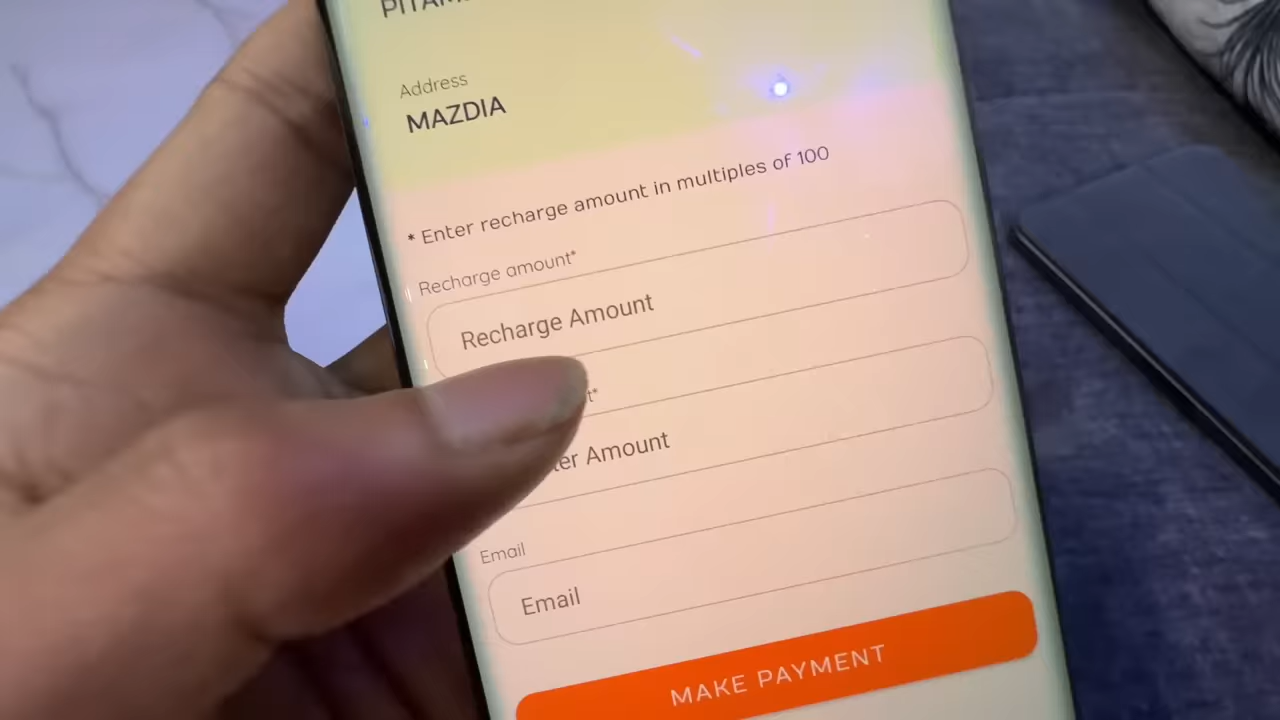 Address
MAZDIA
* Enter recharge amount in multiples of 100
Recharge amount*
Recharge Amount
Amount
Email
Email
MAKE PAYMENT